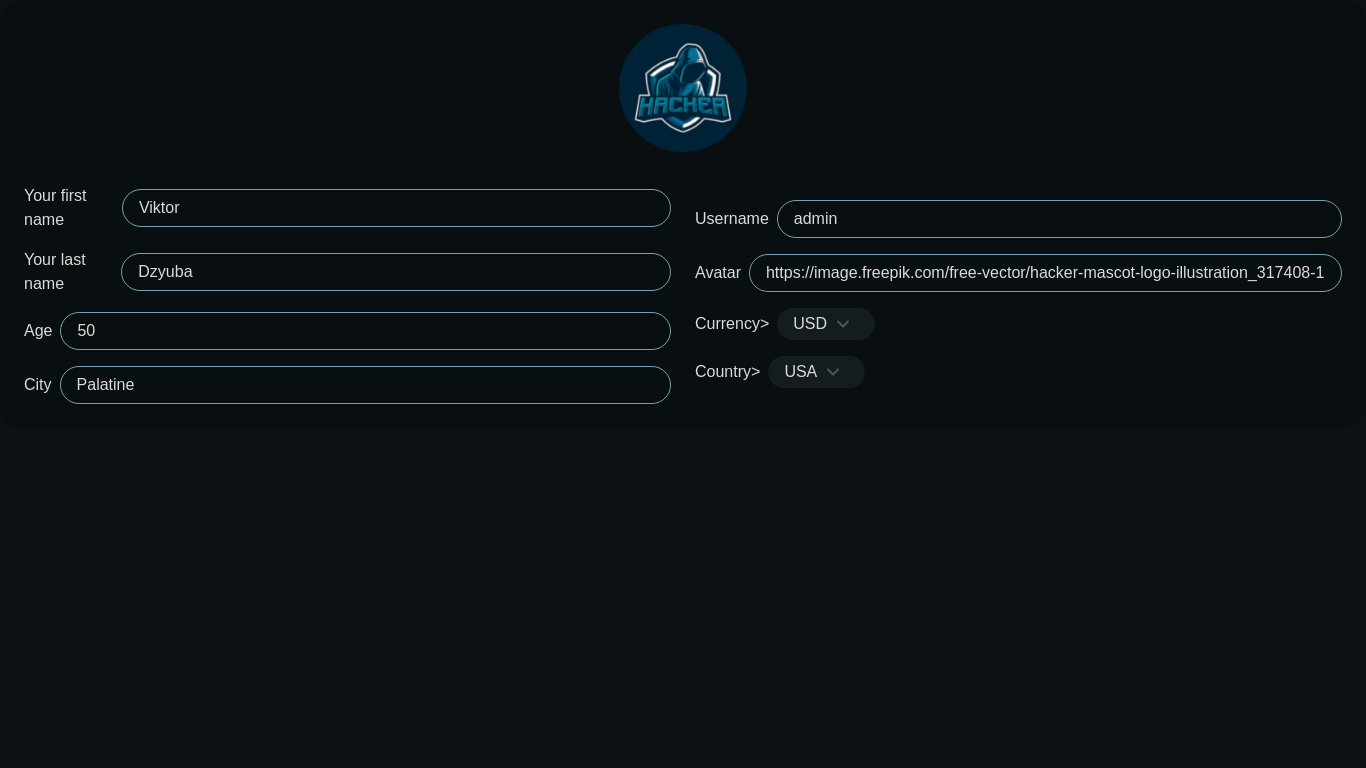 HACKER
Your first
name
Viktor
Your last
name
Dzyuba
Age
50
City
Palatine
Username
admin
Avatar
https://image.freepik.com/free-vector/hacker-mascot-logo-illustration_317408-1
Currency>
USD
Country>
USA